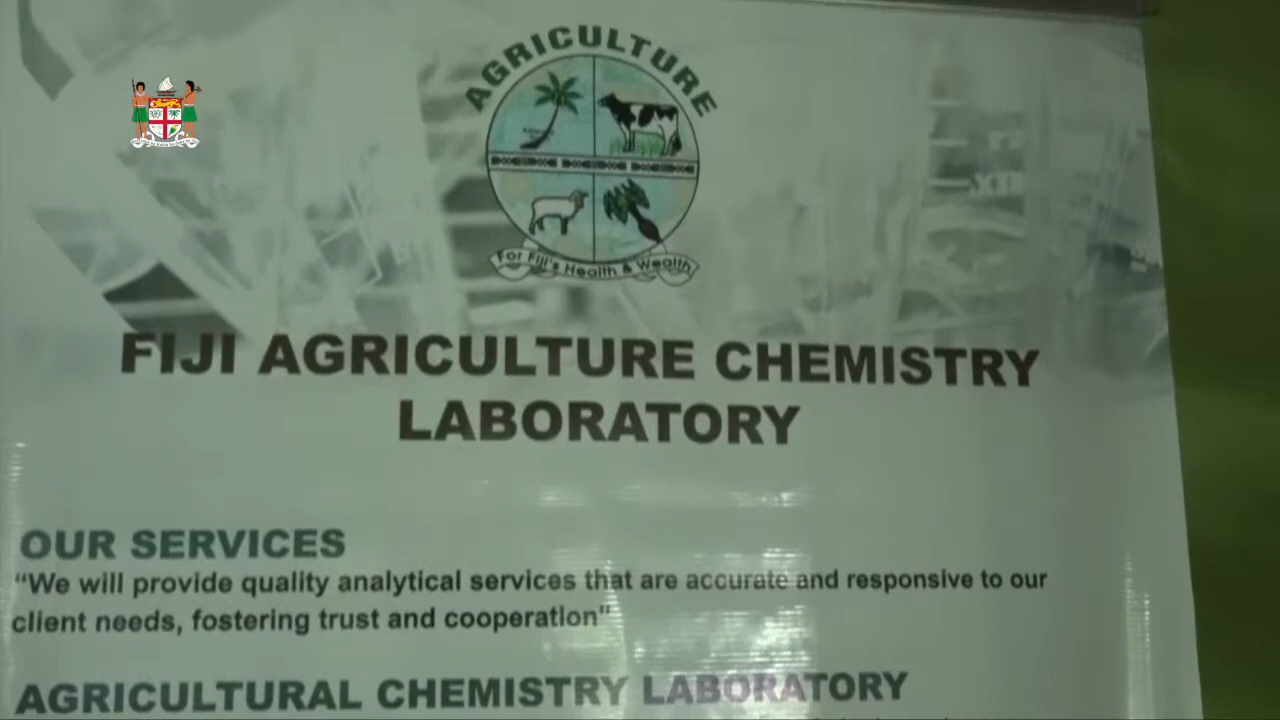 AGRICULTURE
For Fiji's Health & Wealth
FIJI AGRICULTURE CHEMISTRY
LABORATORY
OUR SERVICES
“We will provide quality analytical services that are accurate and responsive to our
client needs, fostering trust and cooperation"
AGRICULTURAL CHEMISTRY LABORATORY